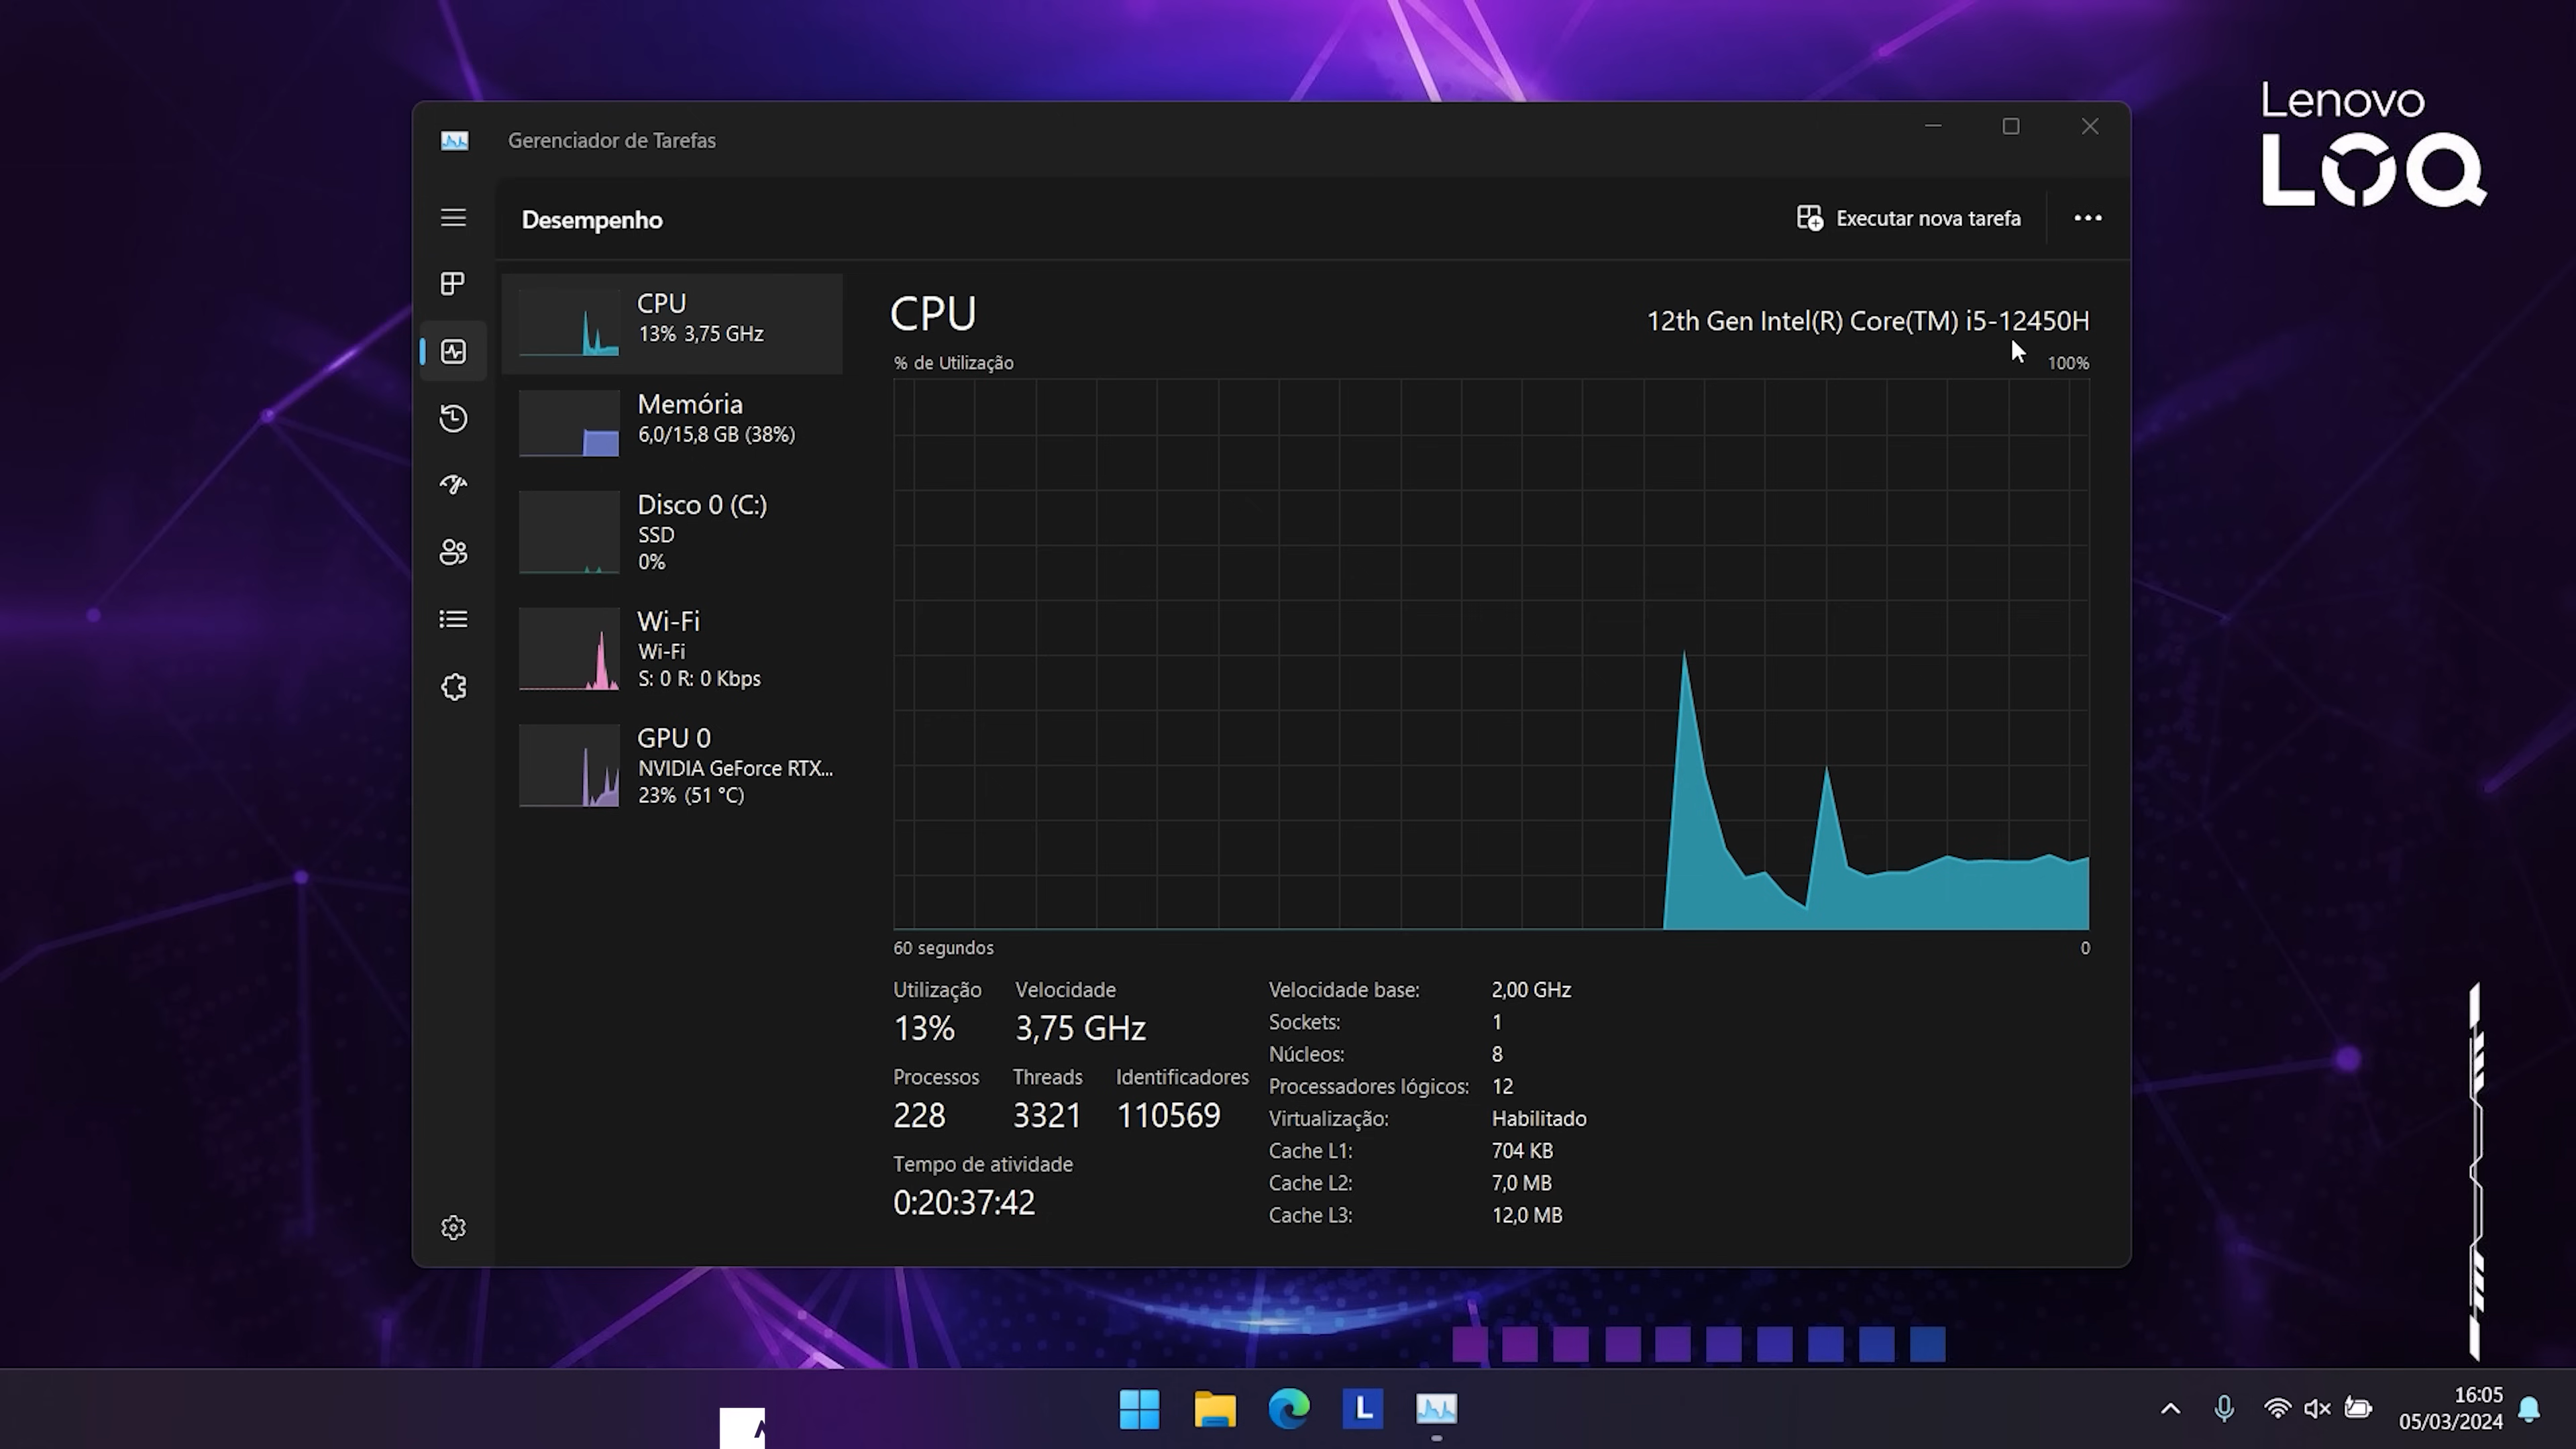 Lenovo
LOQ
Gerenciador de Tarefas
Desempenho
Executar nova tarefa
CPU
13% 3,75 GHz
Memória
6,0/15,8 GB (38%)
Disco 0 (C:)
SSD
0%
Wi-Fi
Wi-Fi
S: 0 R: 0 Kbps
GPU 0
NVIDIA GeForce RTX...
23% (51 °C)
CPU
12th Gen Intel(R) Core(TM) i5-12450H
% de Utilização
100%
60 segundos
0
Utilização
Velocidade
13%
3,75 GHz
Processos
Threads
Identificadores
228
3321
110569
Tempo de atividade
0:20:37:42
Velocidade base: 2,00 GHz
Sockets: 1
Núcleos: 8
Processadores lógicos: 12
Virtualização: Habilitado
Cache L1: 704 KB
Cache L2: 7,0 MB
Cache L3: 12,0 MB
L
16:05
05/03/2024